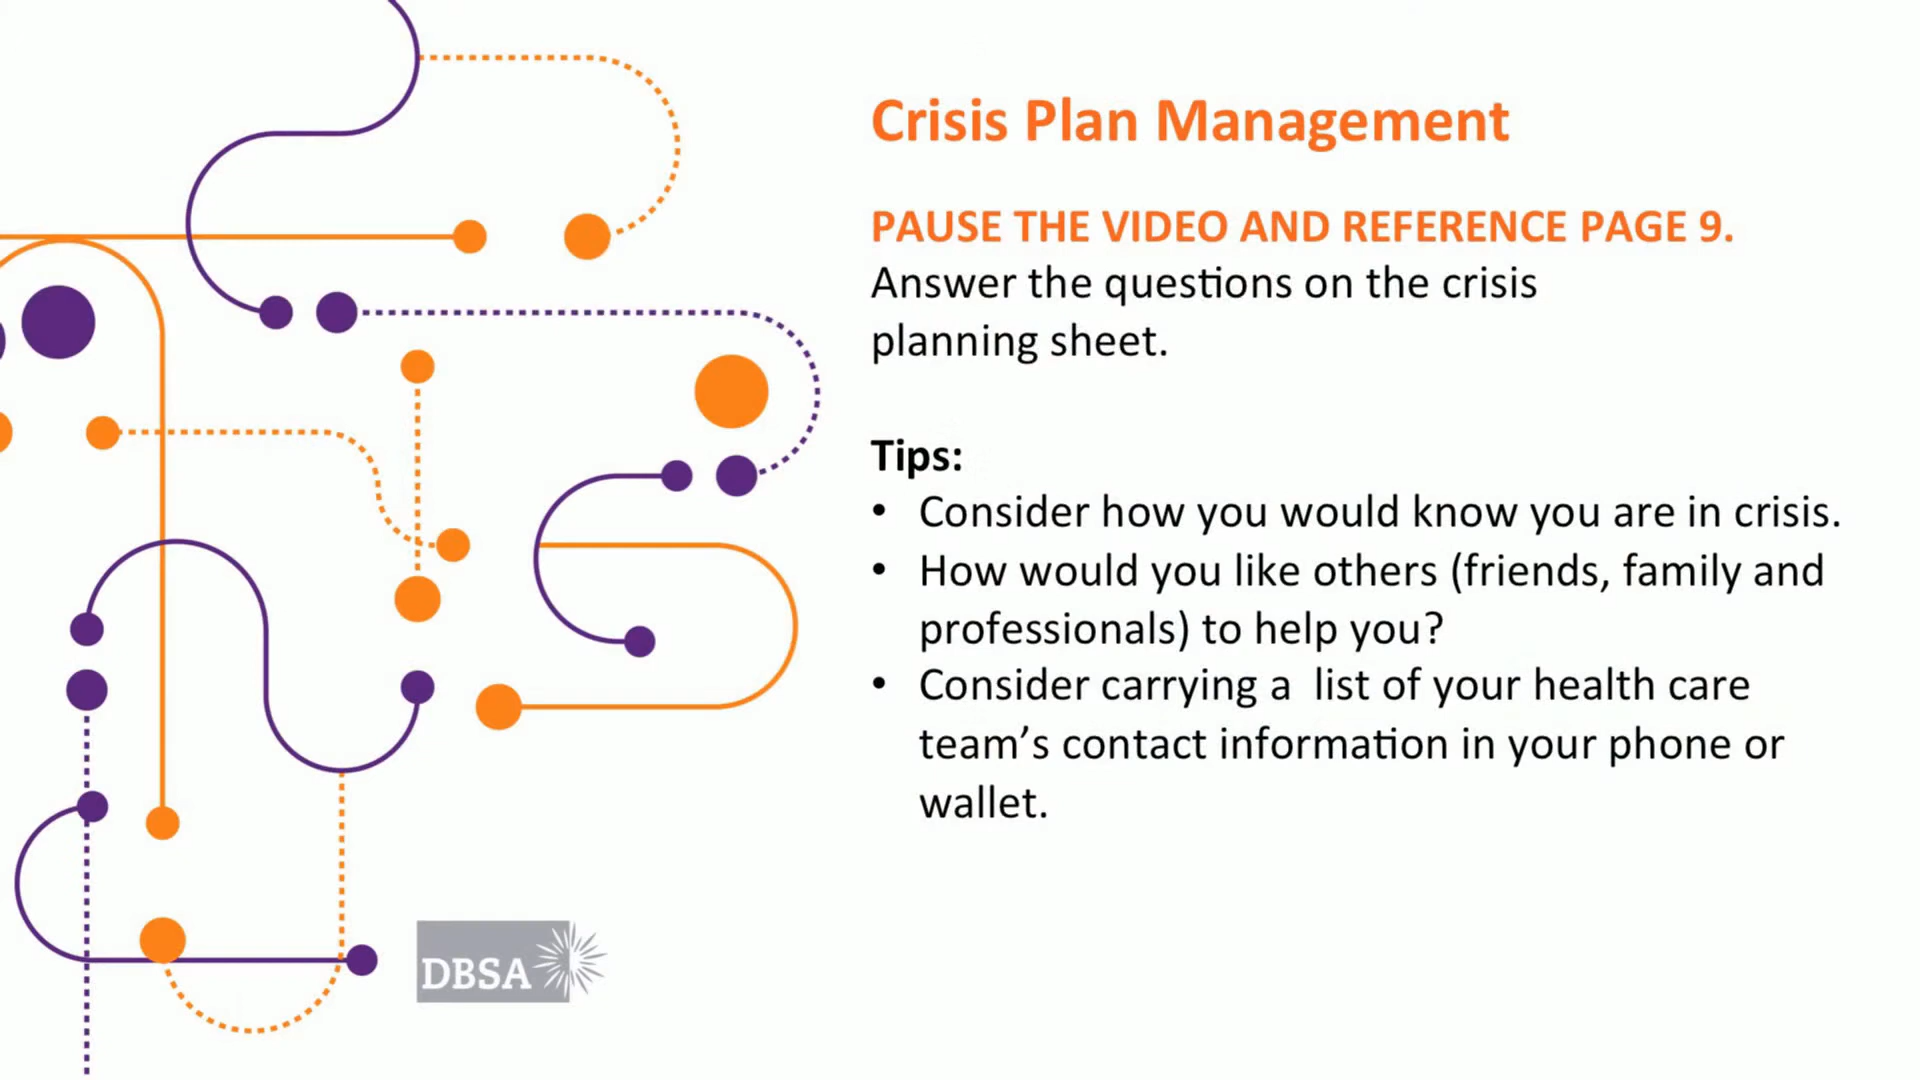 Crisis Plan Management
PAUSE THE VIDEO AND REFERENCE PAGE 9.
Answer the questions on the crisis
planning sheet.
Tips:
• Consider how you would know you are in crisis.
• How would you like others (friends, family and
professionals) to help you?
• Consider carrying a  list of your health care
team’s contact information in your phone or
wallet.
DBSA